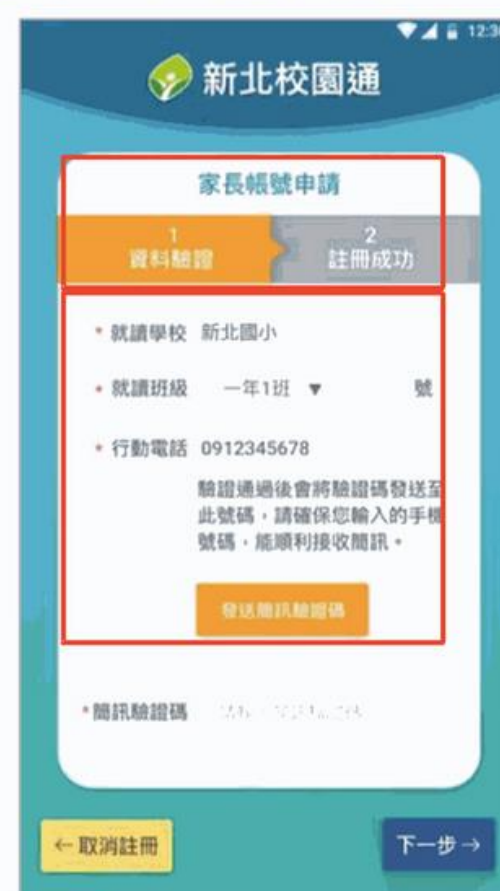 12:36
新北校園通
家長帳號申請
1
資料驗證
2
註冊成功
* 就讀學校 新北國小
* 就讀班級 一年1班 ▼ 號
* 行動電話 0912345678
驗證通過後會將驗證碼發送至
此號碼，請確保您輸入的手機
號碼，能順利接收簡訊。
發送簡訊驗證碼
*簡訊驗證碼
← 取消註冊
下一步 →